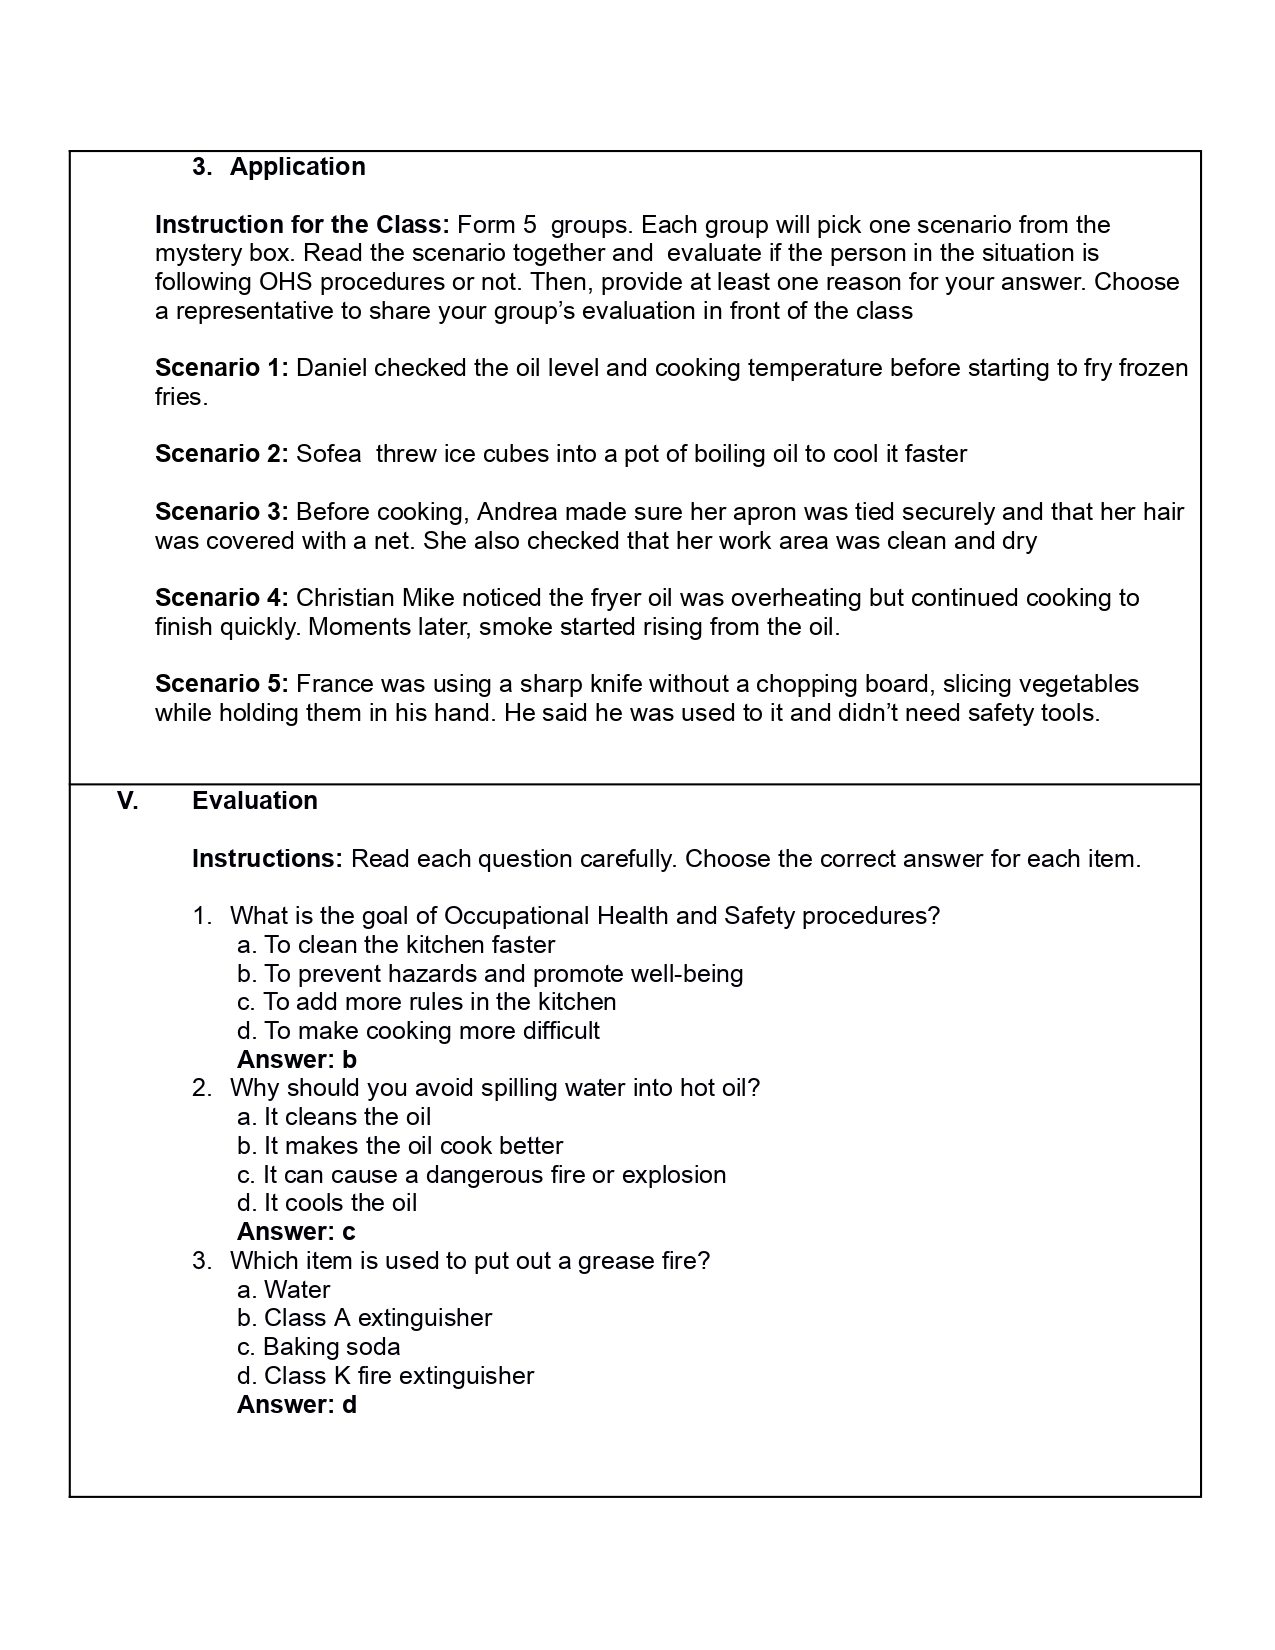 3. Application
Instruction for the Class: Form 5  groups. Each group will pick one scenario from the
mystery box. Read the scenario together and  evaluate if the person in the situation is
following OHS procedures or not. Then, provide at least one reason for your answer. Choose
a representative to share your group’s evaluation in front of the class
Scenario 1: Daniel checked the oil level and cooking temperature before starting to fry frozen
fries.
Scenario 2: Sofea  threw ice cubes into a pot of boiling oil to cool it faster
Scenario 3: Before cooking, Andrea made sure her apron was tied securely and that her hair
was covered with a net. She also checked that her work area was clean and dry
Scenario 4: Christian Mike noticed the fryer oil was overheating but continued cooking to
finish quickly. Moments later, smoke started rising from the oil.
Scenario 5: France was using a sharp knife without a chopping board, slicing vegetables
while holding them in his hand. He said he was used to it and didn’t need safety tools.
V. Evaluation
Instructions: Read each question carefully. Choose the correct answer for each item.
1. What is the goal of Occupational Health and Safety procedures?
a. To clean the kitchen faster
b. To prevent hazards and promote well-being
c. To add more rules in the kitchen
d. To make cooking more difficult
Answer: b
2. Why should you avoid spilling water into hot oil?
a. It cleans the oil
b. It makes the oil cook better
c. It can cause a dangerous fire or explosion
d. It cools the oil
Answer: c
3. Which item is used to put out a grease fire?
a. Water
b. Class A extinguisher
c. Baking soda
d. Class K fire extinguisher
Answer: d